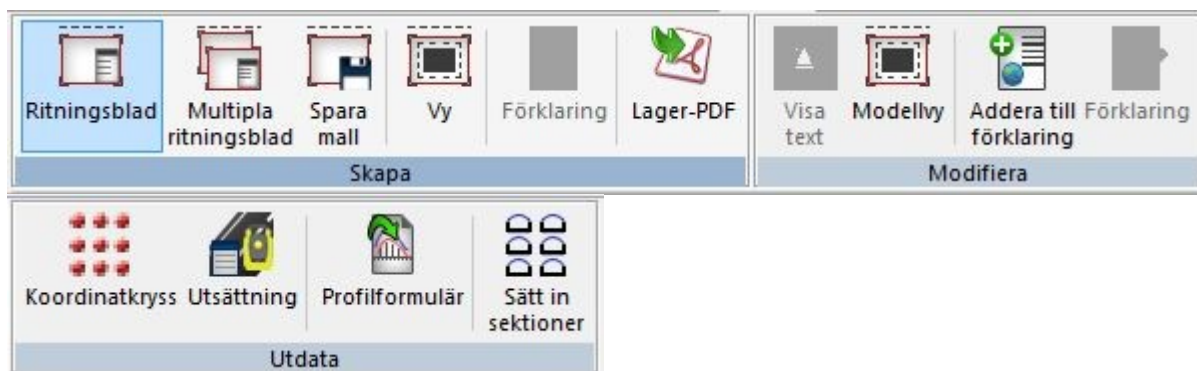 Ritningsblad
Multipla
ritningsblad
Spara
mall
Vy
Förklaring
Lager-PDF
Skapa
Visa
text
Modellvy
Addera till
förklaring
Förklaring
Modifiera
Koordinatkryss
Utsättning
Profilformulär
Sätt in
sektioner
Utdata